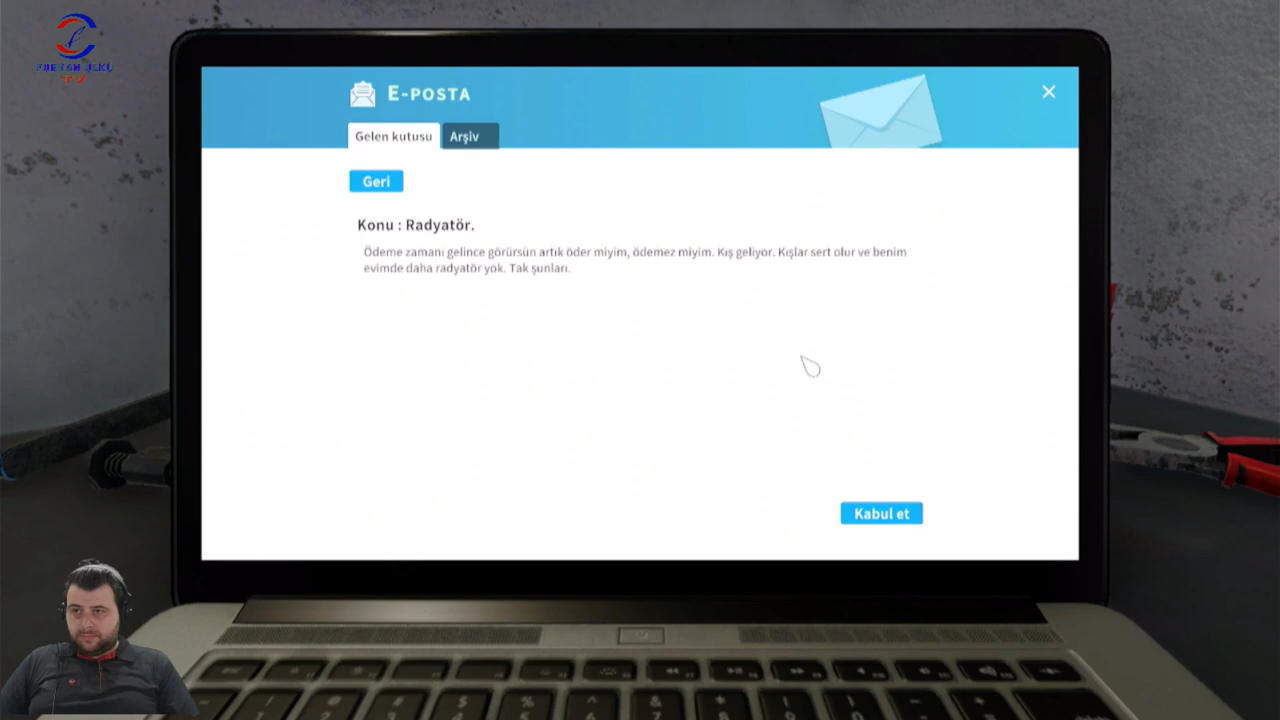 E-POSTA
Gelen kutusu
Arşiv
Geri
Konu : Radyatör.
Ödeme zamanı gelince görürsün artık öder miyim, ödemez miyim. Kış geliyor. Kışlar sert olur ve benim
evimde daha radyatör yok. Tak şunları.
Kabul et